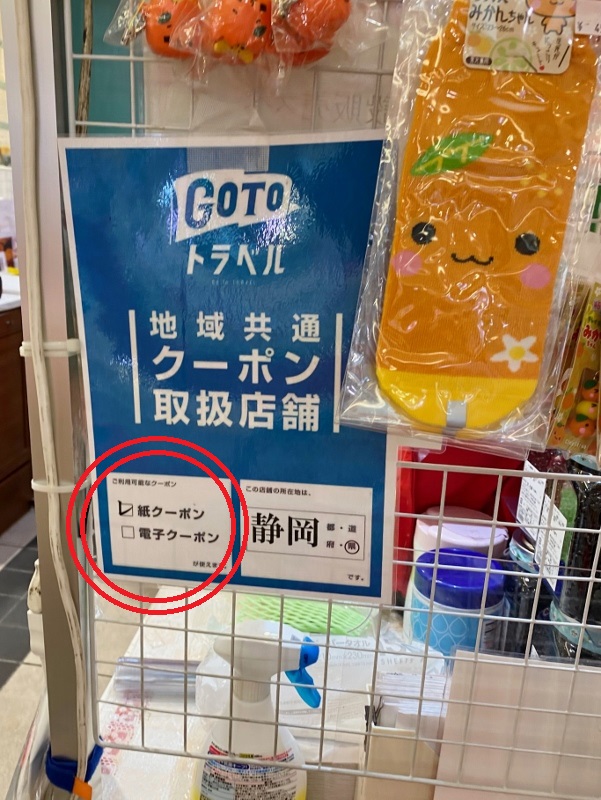 みかんちゃん
GOTO
トラベル
地域共通
クーポン
取扱店舗
ご利用可能なクーポン
紙クーポン
電子クーポン
が使えます
この店舗の所在地は、
静岡
都・道
府・県
です。